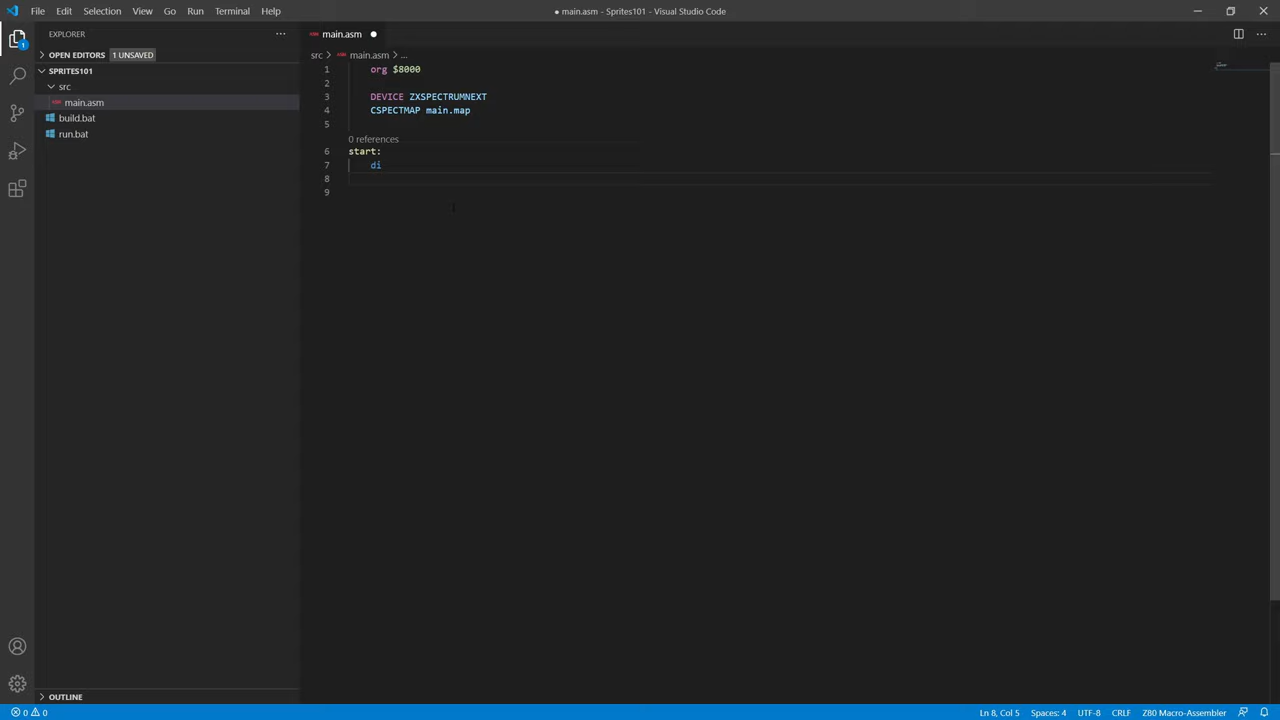 File Edit Selection View Go Run Terminal Help
● main.asm - Sprites101 - Visual Studio Code
EXPLORER
OPEN EDITORS 1 UNSAVED
SPRITES101
src
main.asm
build.bat
run.bat
OUTLINE
1
main.asm
src > main.asm > ...
1 org $8000
2
3 DEVICE ZXSPECTRUMNEXT
4 CSPECTMAP main.map
5
0 references
6 start:
7 di
8
9
0 0
Ln 8, Col 5 Spaces: 4 UTF-8 CRLF Z80 Macro-Assembler